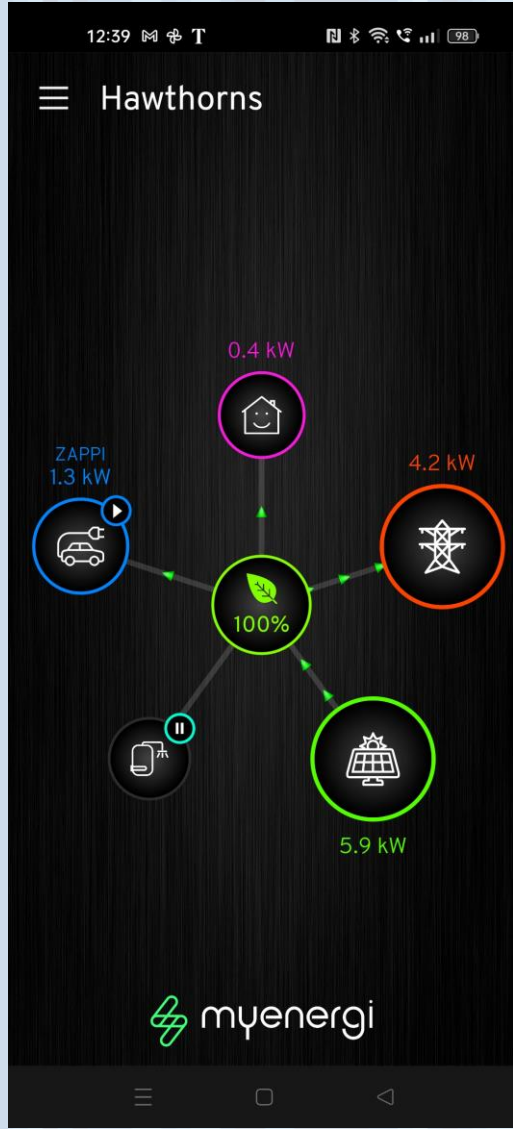 12:39 T 98
Hawthorns
0.4 kW
ZAPPI
1.3 kW
4.2 kW
100%
5.9 kW
myenergi